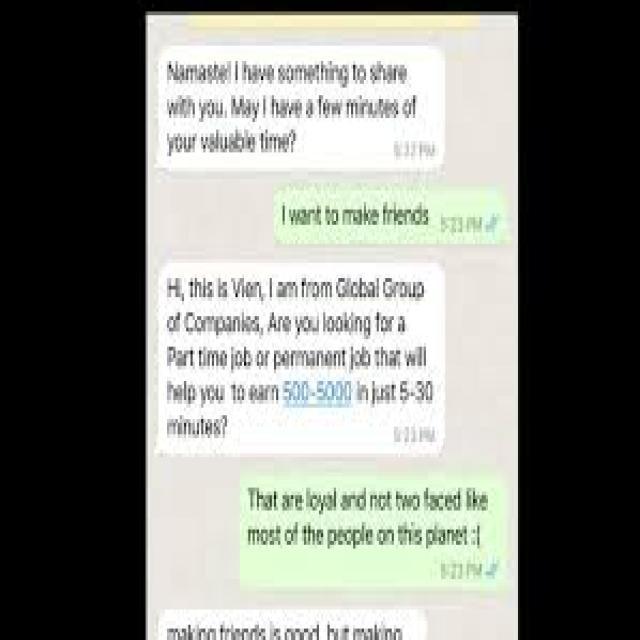 Namaste! I have something to share
with you. May I have a few minutes of
your valuable time?
I want to make friends
5:23 PM
Hi, this is Vien, I am from Global Group
of Companies, Are you looking for a
Part time job or permanent job that will
help you to earn 500-5000 in just 5-30
minutes?
5:23 PM
That are loyal and not two faced like
most of the people on this planet :(
5:23 PM
making friends is good, but making